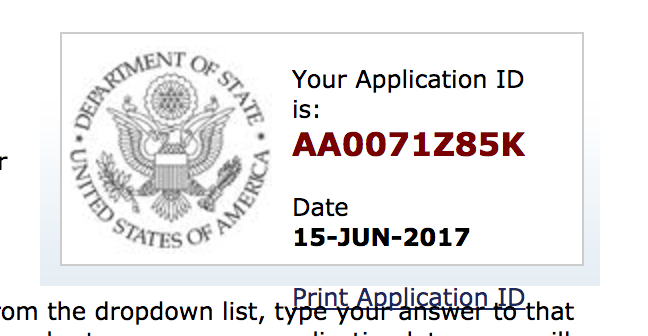 DEPARTMENT OF STATE
UNITED STATES OF AMERICA
Your Application ID
is:
AA0071Z85K
r
Date
15-JUN-2017
Print Application ID
rom the dropdown list, type your answer to that